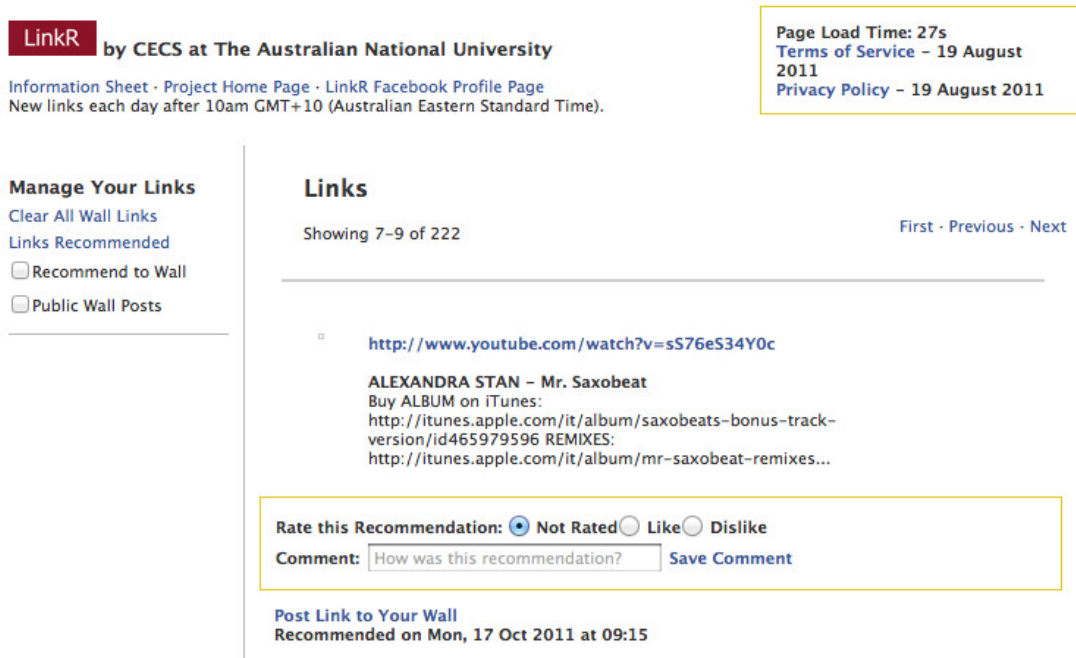 LinkR by CECS at The Australian National University
Information Sheet · Project Home Page · LinkR Facebook Profile Page
New links each day after 10am GMT+10 (Australian Eastern Standard Time).
Page Load Time: 27s
Terms of Service – 19 August
2011
Privacy Policy – 19 August 2011
Manage Your Links
Clear All Wall Links
Links Recommended
Recommend to Wall
Public Wall Posts
Links
Showing 7–9 of 222
First · Previous · Next
http://www.youtube.com/watch?v=sS76eS34Y0c
ALEXANDRA STAN – Mr. Saxobeat
Buy ALBUM on iTunes:
http://itunes.apple.com/it/album/saxobeats-bonus-track-
version/id465979596 REMIXES:
http://itunes.apple.com/it/album/mr-saxobeat-remixes...
Rate this Recommendation: Not Rated Like Dislike
Comment: How was this recommendation? Save Comment
Post Link to Your Wall
Recommended on Mon, 17 Oct 2011 at 09:15